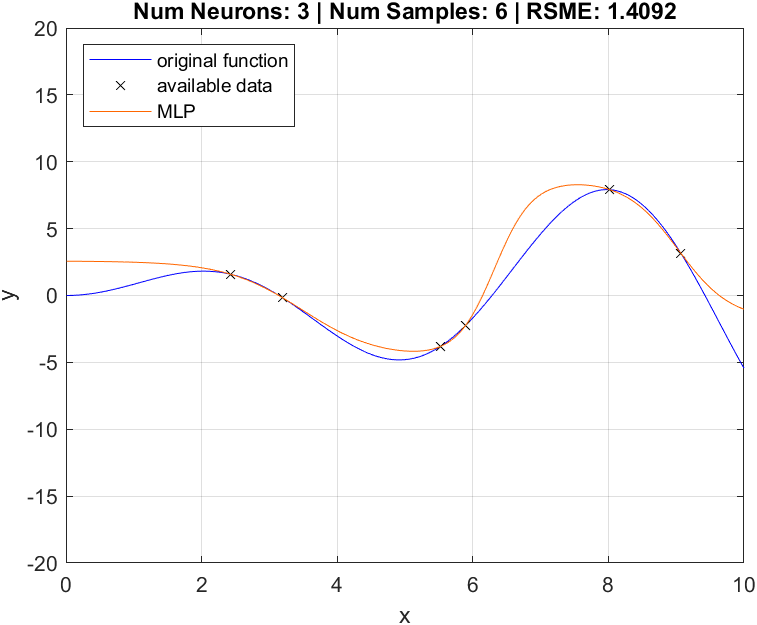 Num Neurons: 3 | Num Samples: 6 | RSME: 1.4092
original function
available data
MLP
20
15
10
5
0
-5
-10
-15
-20
y
0 2 4 6 8 10
x